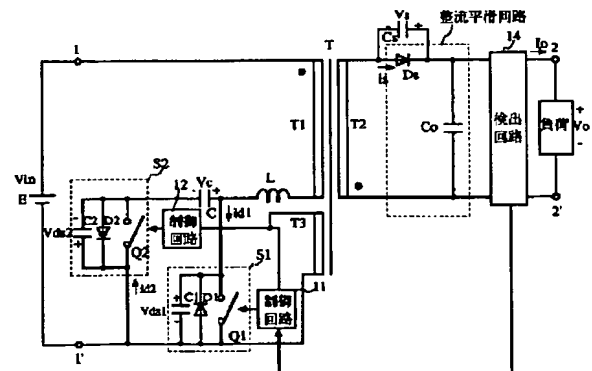 Vs
整流平滑回路
Cs
14
1
T
Is
Ds
Io
2
T1
T2
Co
検出
回路
負荷
+
Vo
-
S2
12
Vc
L
Vin
E
C
id1
T3
2'
C2
D2
制御
回路
S1
Vds2
Q2
11
id2
C1
D1
制御
回路
Vds1
Q1
1'